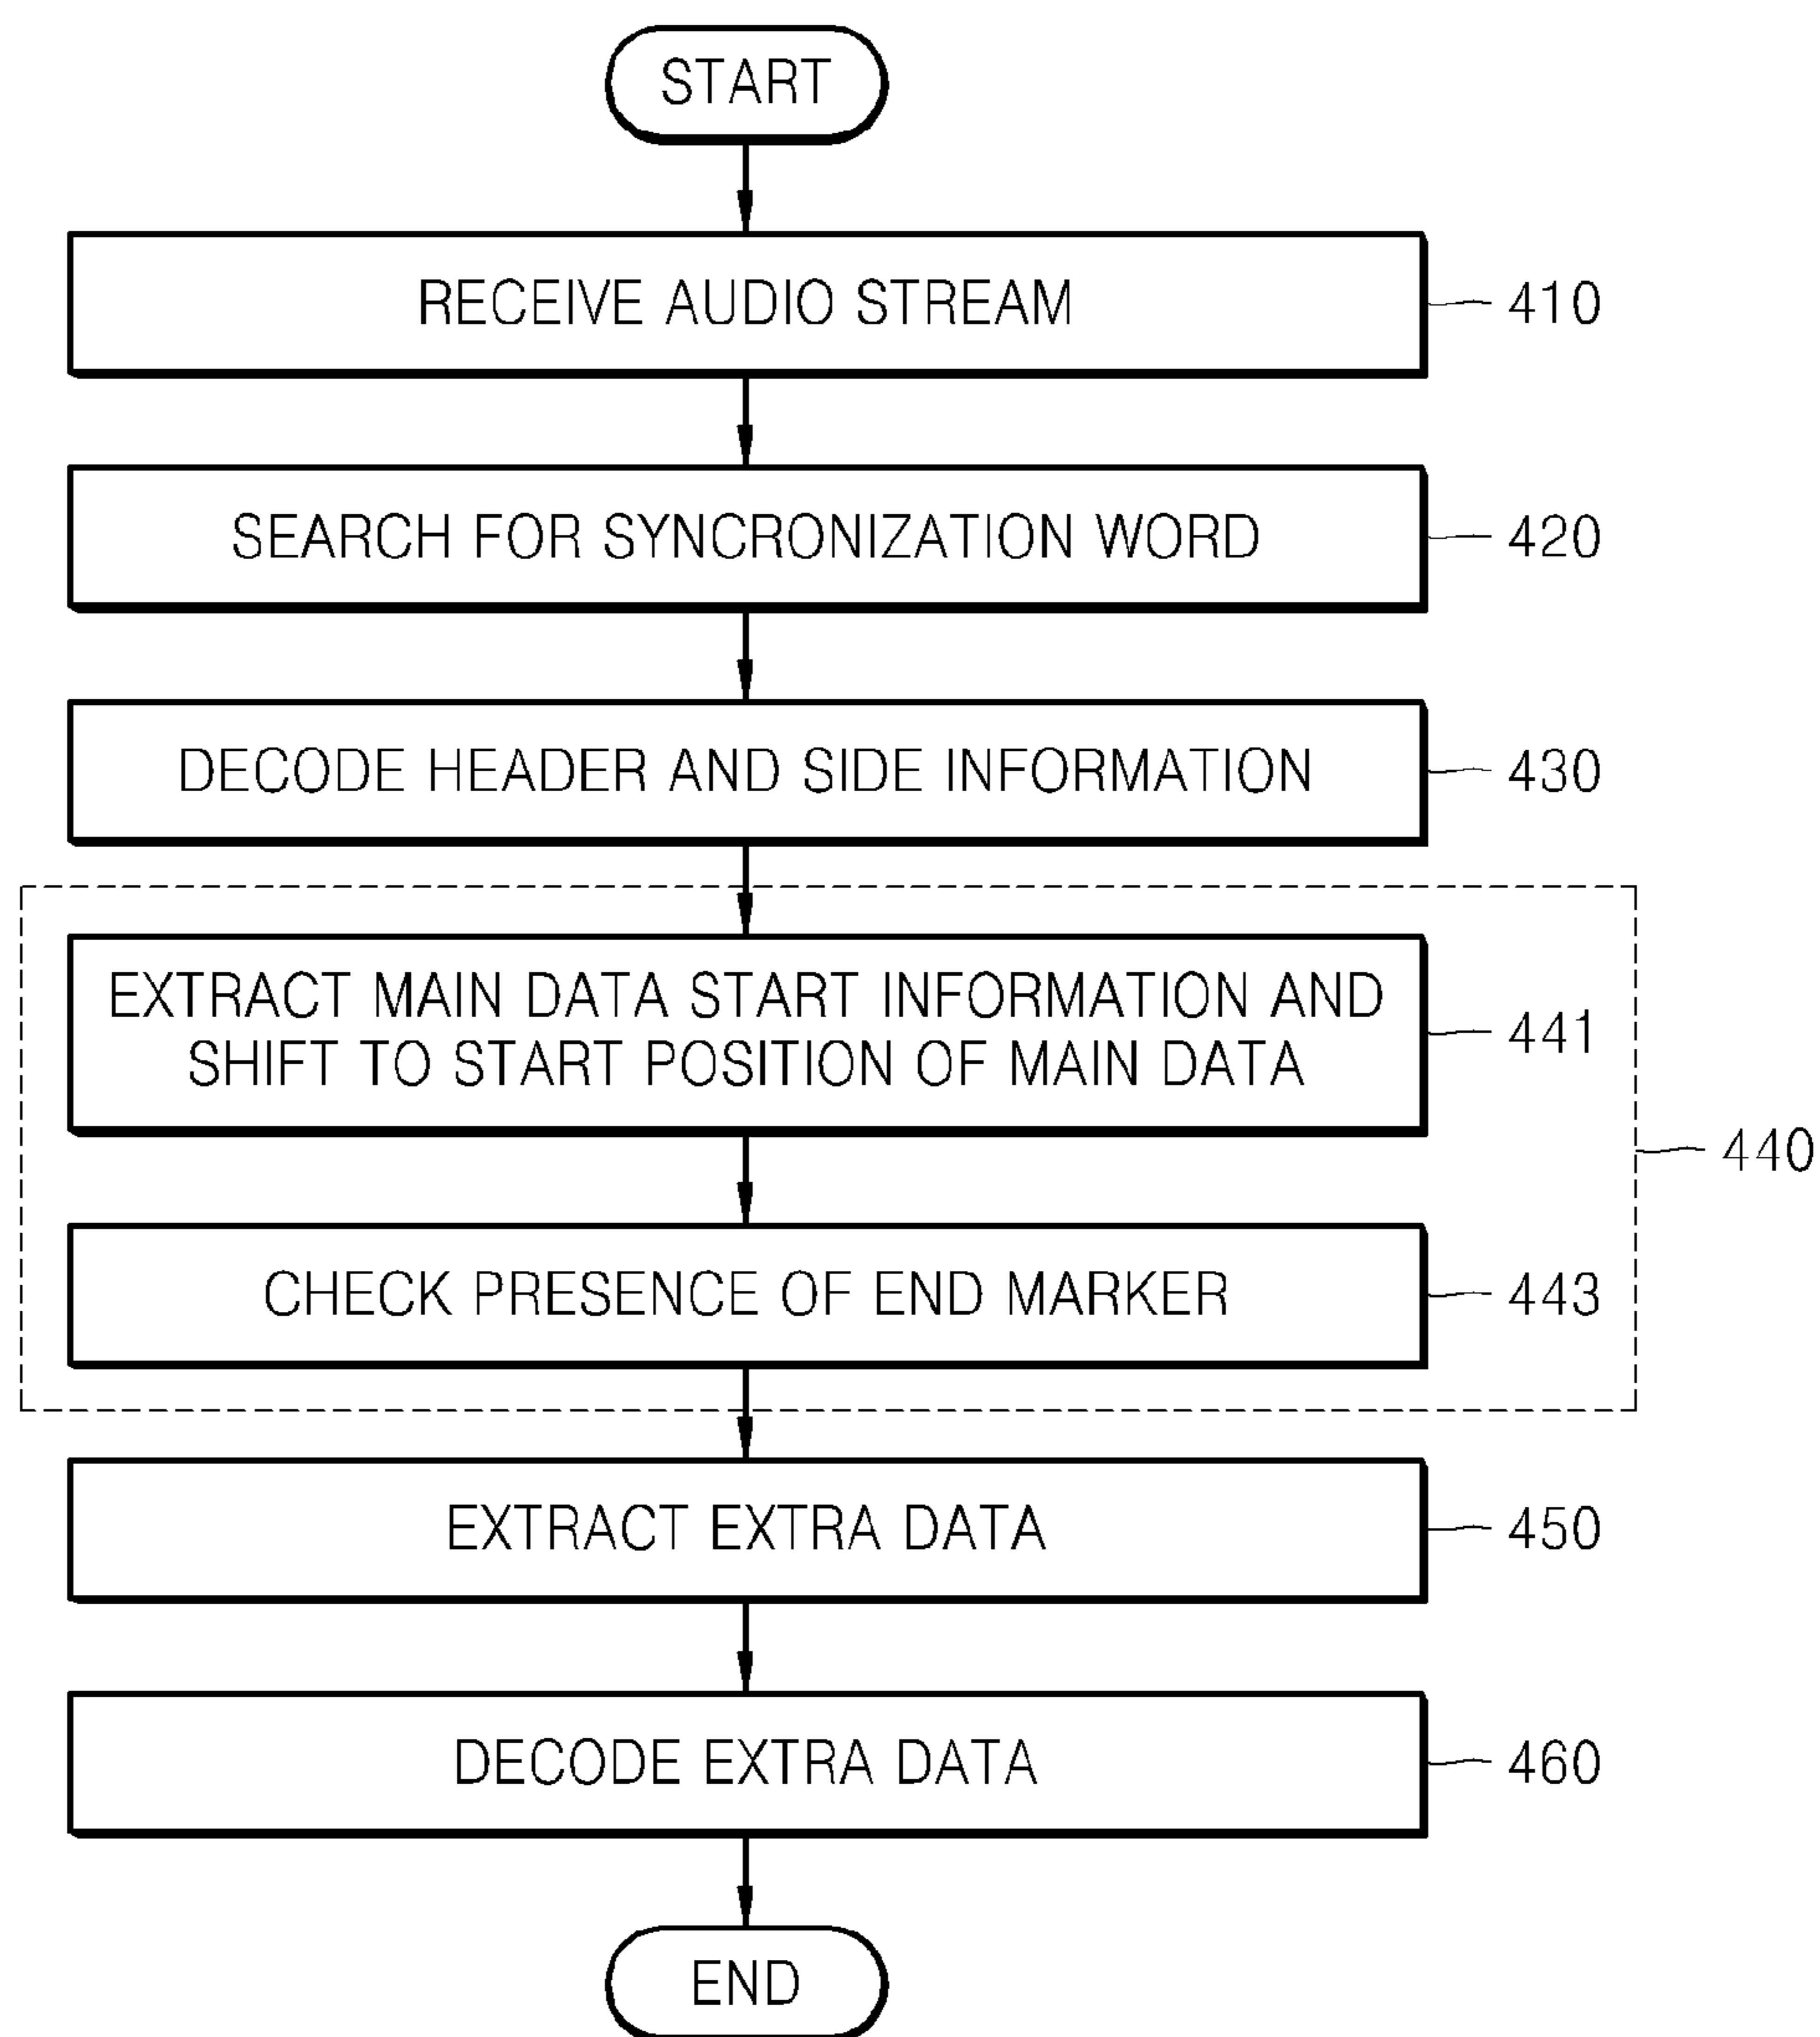 START
RECEIVE AUDIO STREAM
410
SEARCH FOR SYNCRONIZATION WORD
420
DECODE HEADER AND SIDE INFORMATION
430
EXTRACT MAIN DATA START INFORMATION AND
SHIFT TO START POSITION OF MAIN DATA
441
440
CHECK PRESENCE OF END MARKER
443
EXTRACT EXTRA DATA
450
DECODE EXTRA DATA
460
END